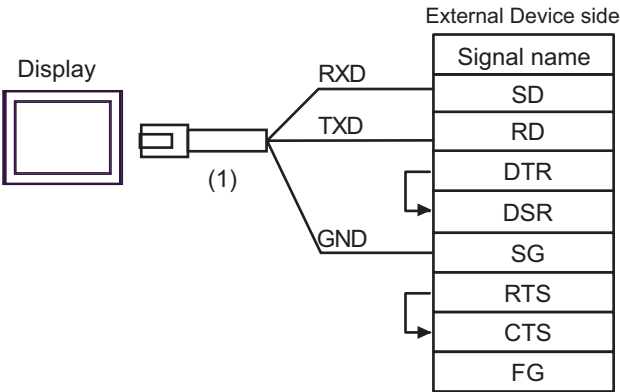 External Device side
Display
Signal name
RXD
SD
TXD
RD
(1)
DTR
DSR
GND
SG
RTS
CTS
FG